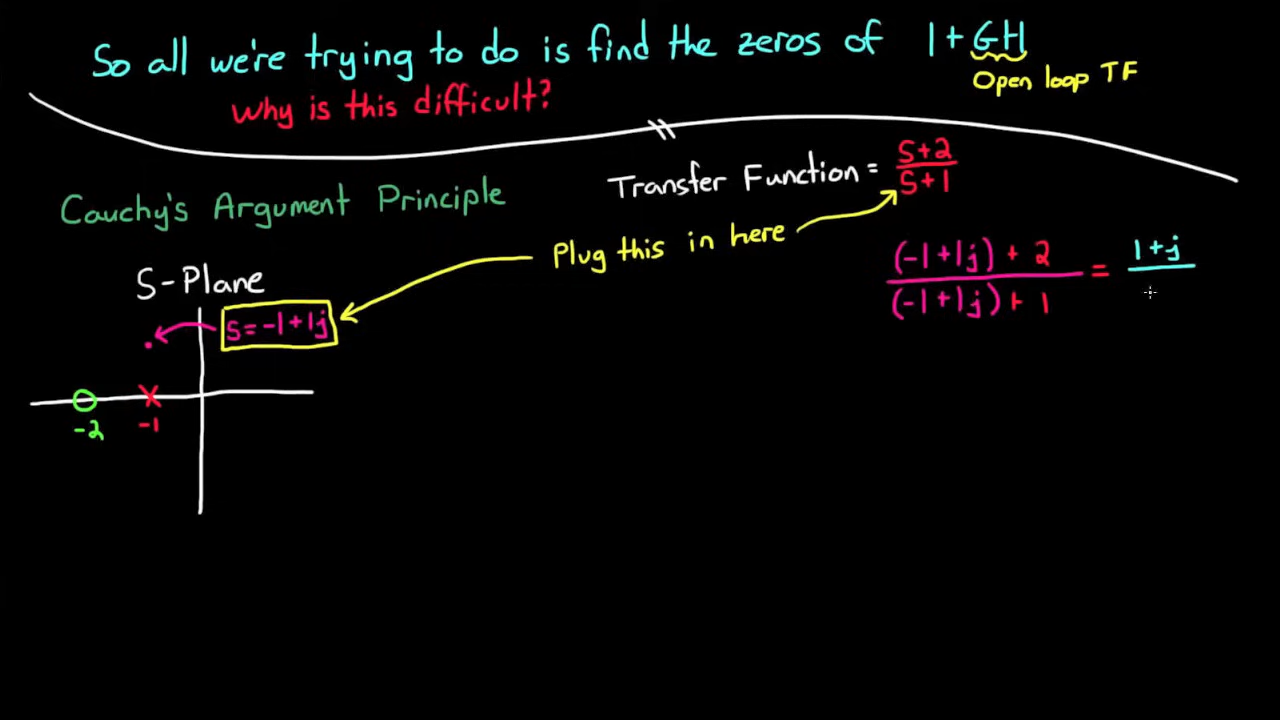 So all we're trying to do is find the zeros of 1+GH
Open loop TF
Why is this difficult?
Transfer Function = S+2
S+1
Cauchy's Argument Principle
Plug this in here
S-Plane
S=-1+1j
(-1+1j)+2 = 1+j
(-1+1j)+1
-2 -1